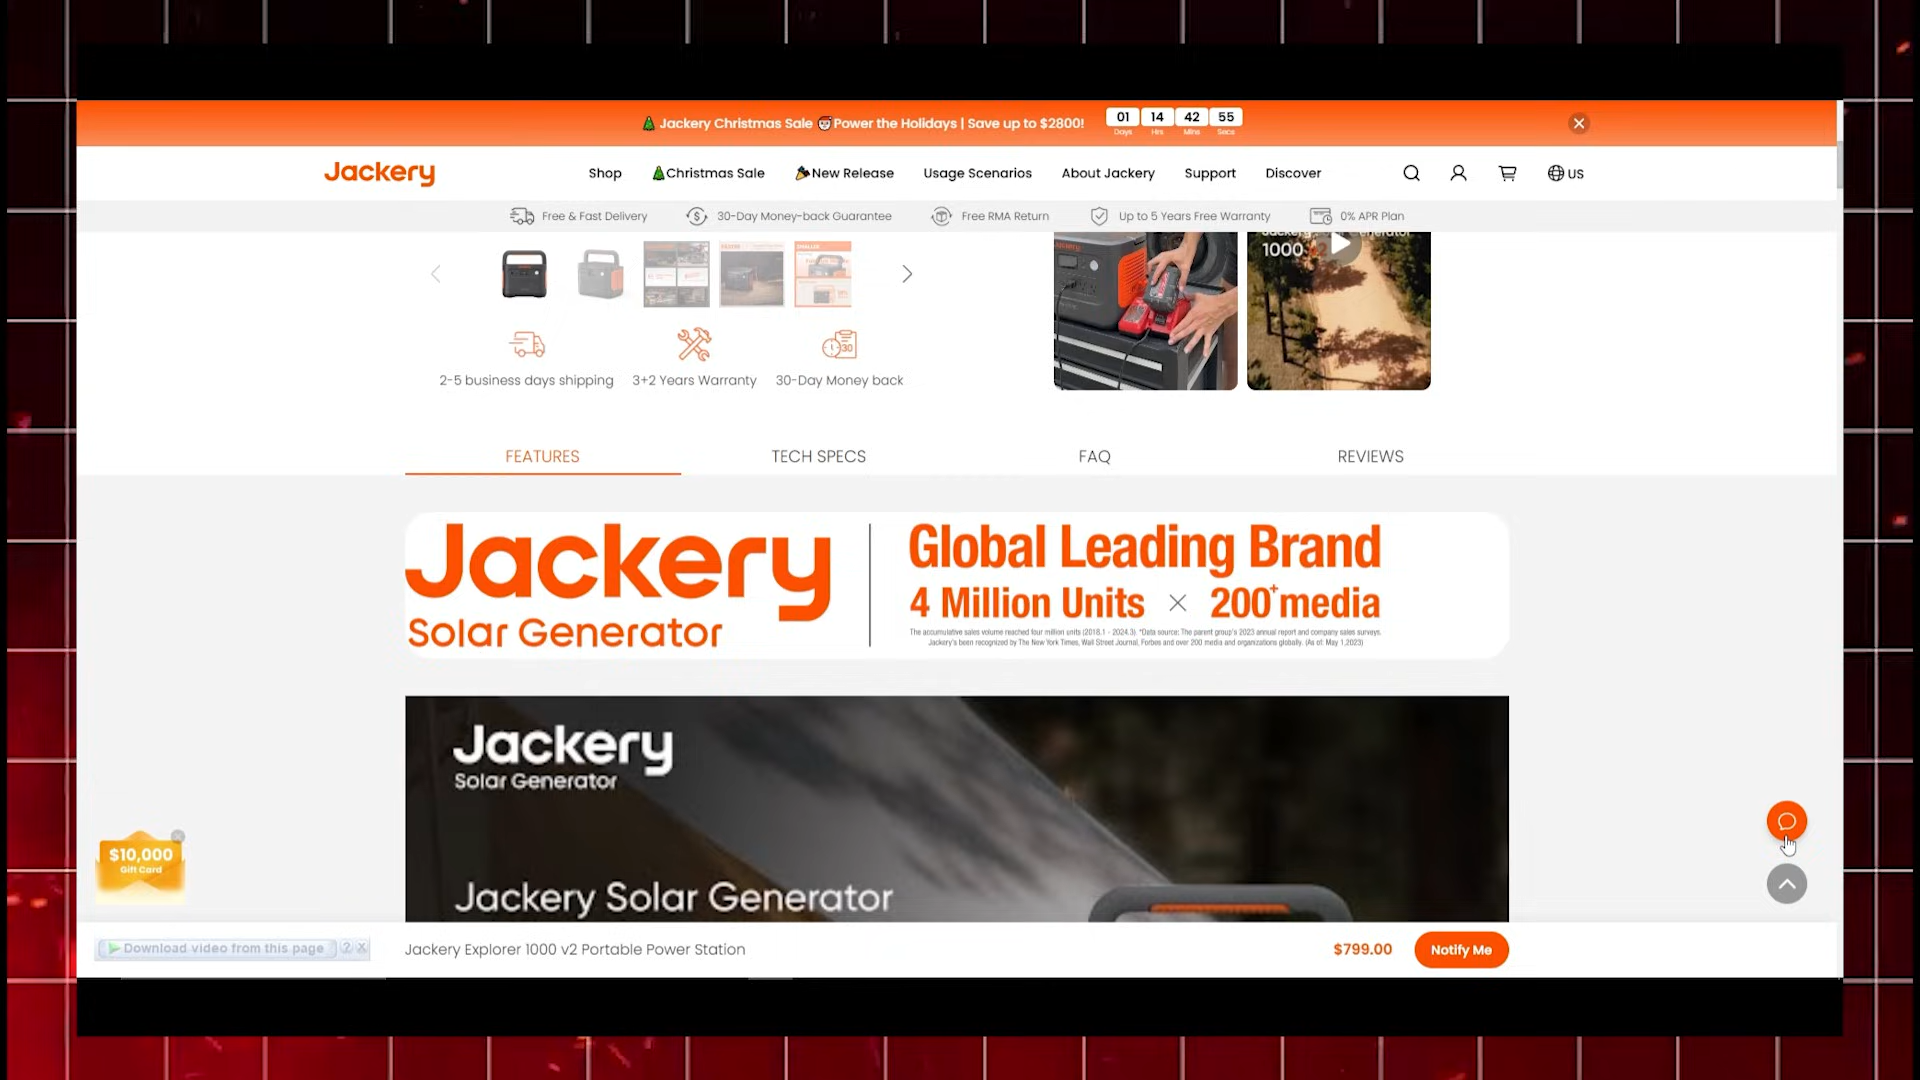 Jackery Christmas Sale Power the Holidays | Save up to $2800!
01 14 42 55
Days Hrs Mins Secs
Jackery
Shop Christmas Sale New Release Usage Scenarios About Jackery Support Discover
US
Free & Fast Delivery 30-Day Money-back Guarantee Free RMA Return Up to 5 Years Free Warranty 0% APR Plan
1000
30
2-5 business days shipping 3+2 Years Warranty 30-Day Money back
FEATURES TECH SPECS FAQ REVIEWS
Jackery
Solar Generator
Global Leading Brand
4 Million Units × 200+ media
The accumulative sales volume reached four million units (2018.1 - 2024.3). *Data source: The parent group's 2023 annual report and company sales surveys.
Jackery's been recognized by The New York Times, Wall Street Journal, Forbes and over 200 media and organizations globally. (As of: May 1,2023)
Jackery
Solar Generator
Jackery Solar Generator
$10,000
Gift Card
Download video from this page ? X
Jackery Explorer 1000 v2 Portable Power Station
$799.00
Notify Me